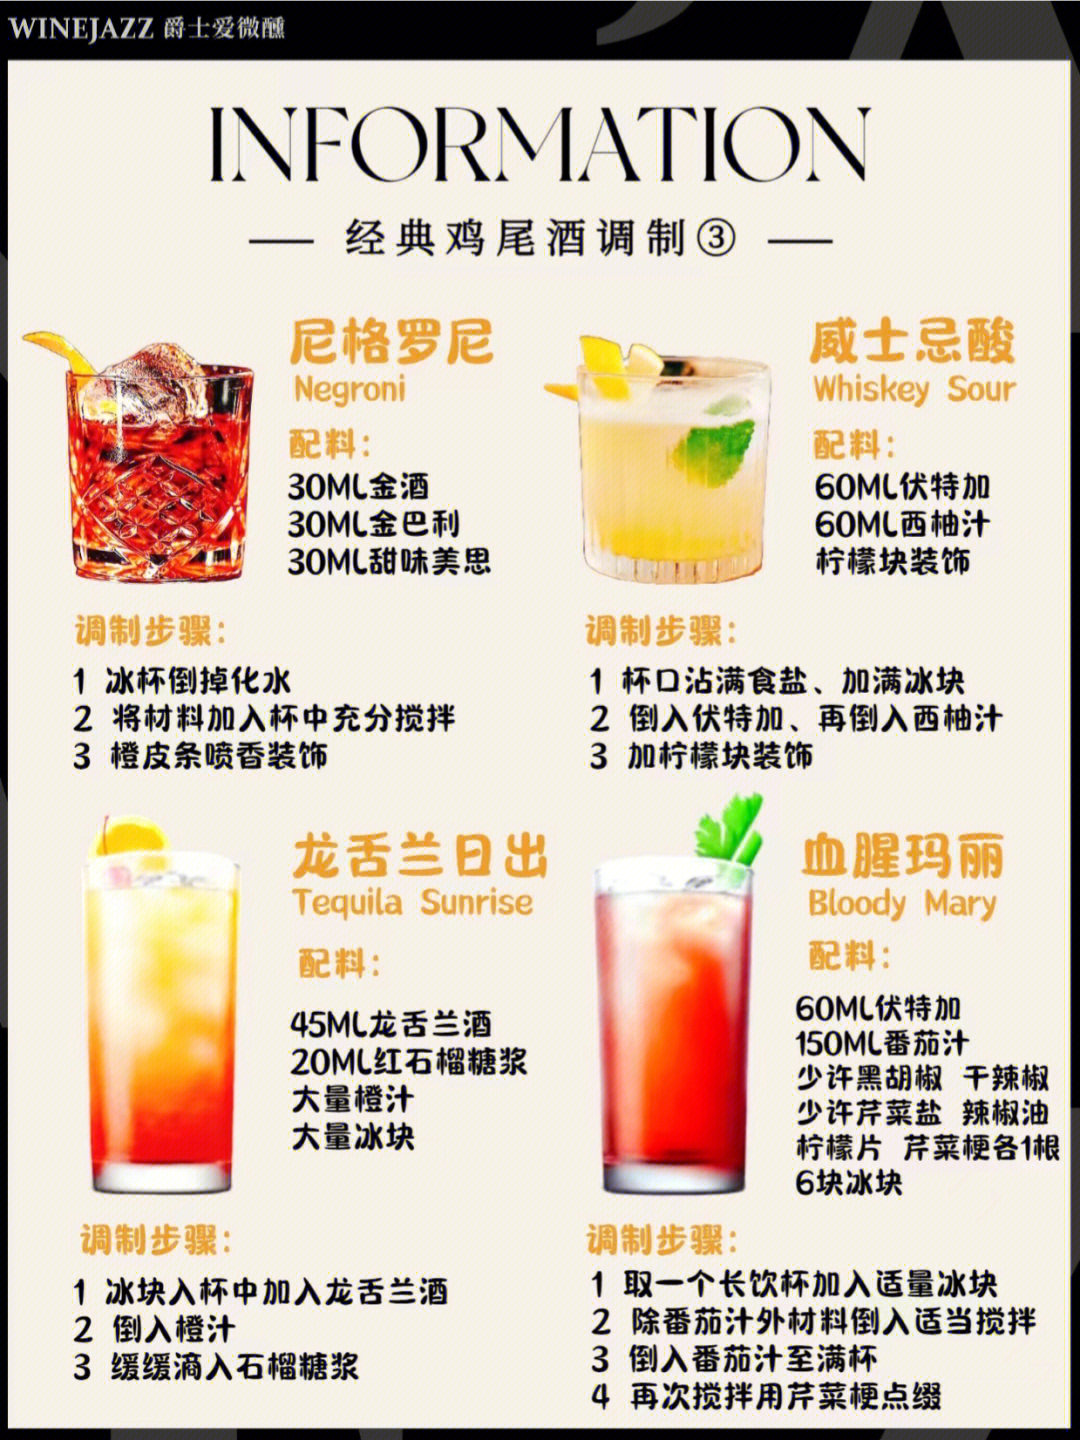 WINEJAZZ 爵士爱微醺
INFORMATION
经典鸡尾酒调制③
尼格罗尼
Negroni
配料:
30ML金酒
30ML金巴利
30ML甜味美思
调制步骤:
1 冰杯倒掉化水
2 将材料加入杯中充分搅拌
3 橙皮条喷香装饰
威士忌酸
Whiskey Sour
配料:
60ML伏特加
60ML西柚汁
柠檬块装饰
调制步骤:
1 杯口沾满食盐、加满冰块
2 倒入伏特加、再倒入西柚汁
3 加柠檬块装饰
龙舌兰日出
Tequila Sunrise
配料:
45ML龙舌兰酒
20ML红石榴糖浆
大量橙汁
大量冰块
调制步骤:
1 冰块入杯中加入龙舌兰酒
2 倒入橙汁
3 缓缓滴入石榴糖浆
血腥玛丽
Bloody Mary
配料:
60ML伏特加
150ML番茄汁
少许黑胡椒 干辣椒
少许芹菜盐 辣椒油
柠檬片 芹菜梗各1根
6块冰块
调制步骤:
1 取一个长饮杯加入适量冰块
2 除番茄汁外材料倒入适当搅拌
3 倒入番茄汁至满杯
4 再次搅拌用芹菜梗点缀